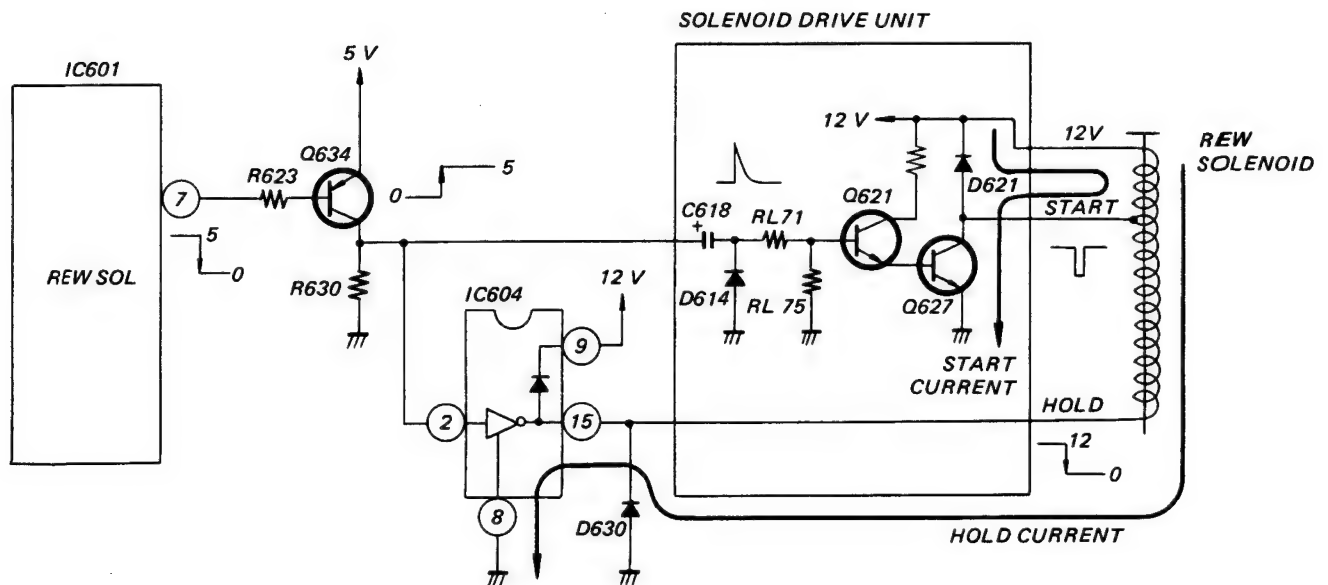 SOLENOID DRIVE UNIT
5 V
IC601
12 V
12V
REW
SOLENOID
Q634
R623
5
0
Q621
D621
7
C618
+
RL71
START
5
0
REW SOL
R630
IC604
12 V
D614
RL 75
Q627
9
START
CURRENT
2
15
HOLD
12
0
8
D630
HOLD CURRENT